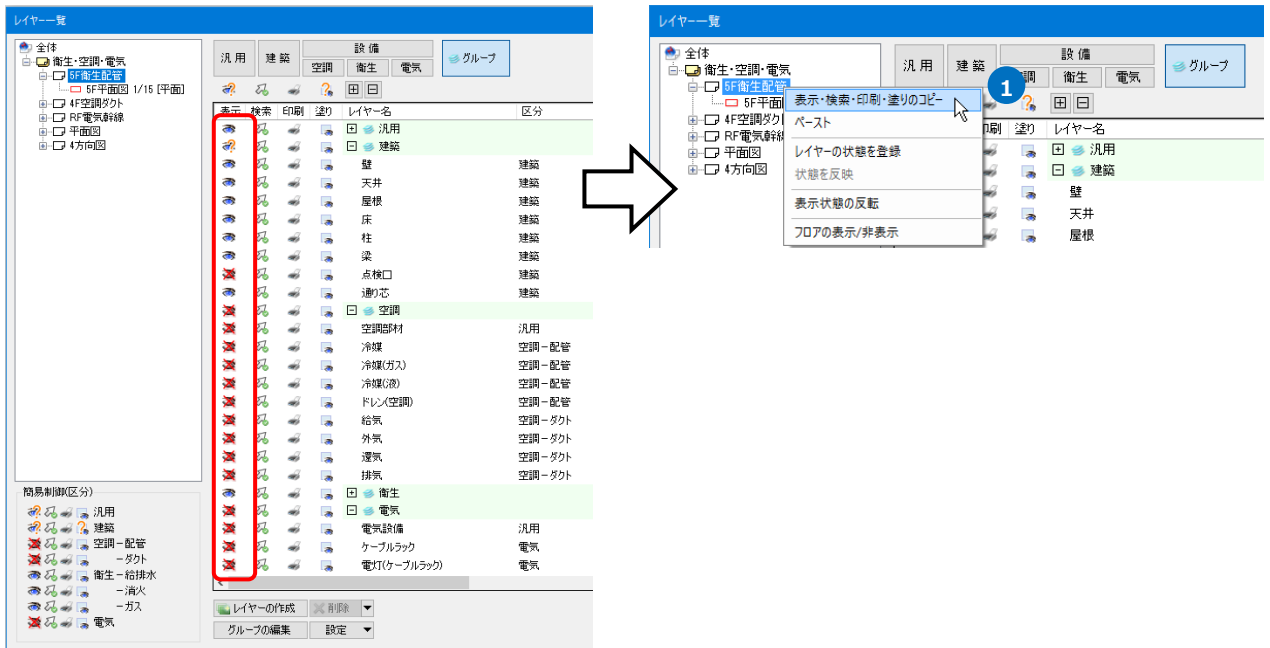 レイヤー一覧
全体
衛生・空調・電気
5F衛生配管
5F平面図 1/15 [平面]
4F空調ダクト
RF電気幹線
平面図
4方向図
汎用 建築 設備 グループ
空調 衛生 電気
表示 検索 印刷 塗り レイヤー名 区分
汎用
建築
壁 建築
天井 建築
屋根 建築
床 建築
柱 建築
梁 建築
点検口 建築
通り芯 建築
空調
空調部材 汎用
冷媒 空調-配管
冷媒(ガス) 空調-配管
冷媒(液) 空調-配管
ドレン(空調) 空調-配管
給気 空調-ダクト
外気 空調-ダクト
還気 空調-ダクト
排気 空調-ダクト
衛生
電気
電気設備 汎用
ケーブルラック 電気
電灯(ケーブルラック) 電気
簡易制御(区分)
汎用
建築
空調-配管
-ダクト
衛生-給排水
-消火
-ガス
電気
レイヤーの作成 削除
グループの編集 設定
レイヤー一覧
全体
衛生・空調・電気
5F衛生配管
5F平面
4F空調ダクト
RF電気幹線
平面図
4方向図
汎用 建築 設備 グループ
調 衛生 電気
1
表示・検索・印刷・塗りのコピー
ペースト
レイヤーの状態を登録
状態を反映
表示状態の反転
フロアの表示/非表示
印刷 塗り レイヤー名
汎用
建築
壁
天井
屋根